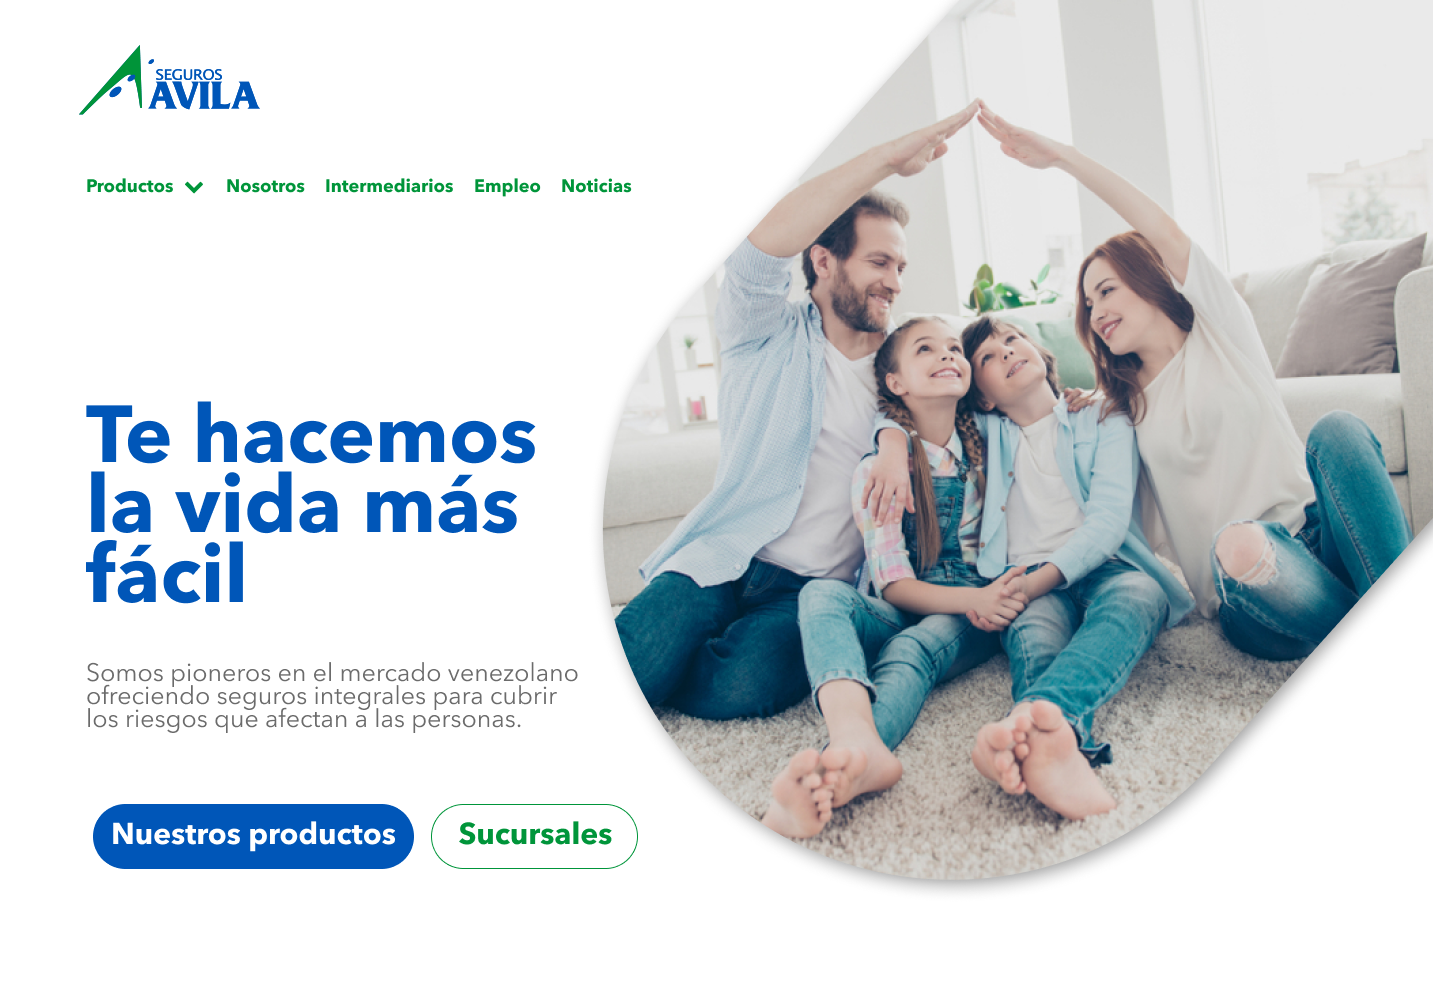 SEGUROS
AVILA
Productos Nosotros Intermediarios Empleo Noticias
Te hacemos
la vida más
fácil
Somos pioneros en el mercado venezolano
ofreciendo seguros integrales para cubrir
los riesgos que afectan a las personas.
Nuestros productos Sucursales